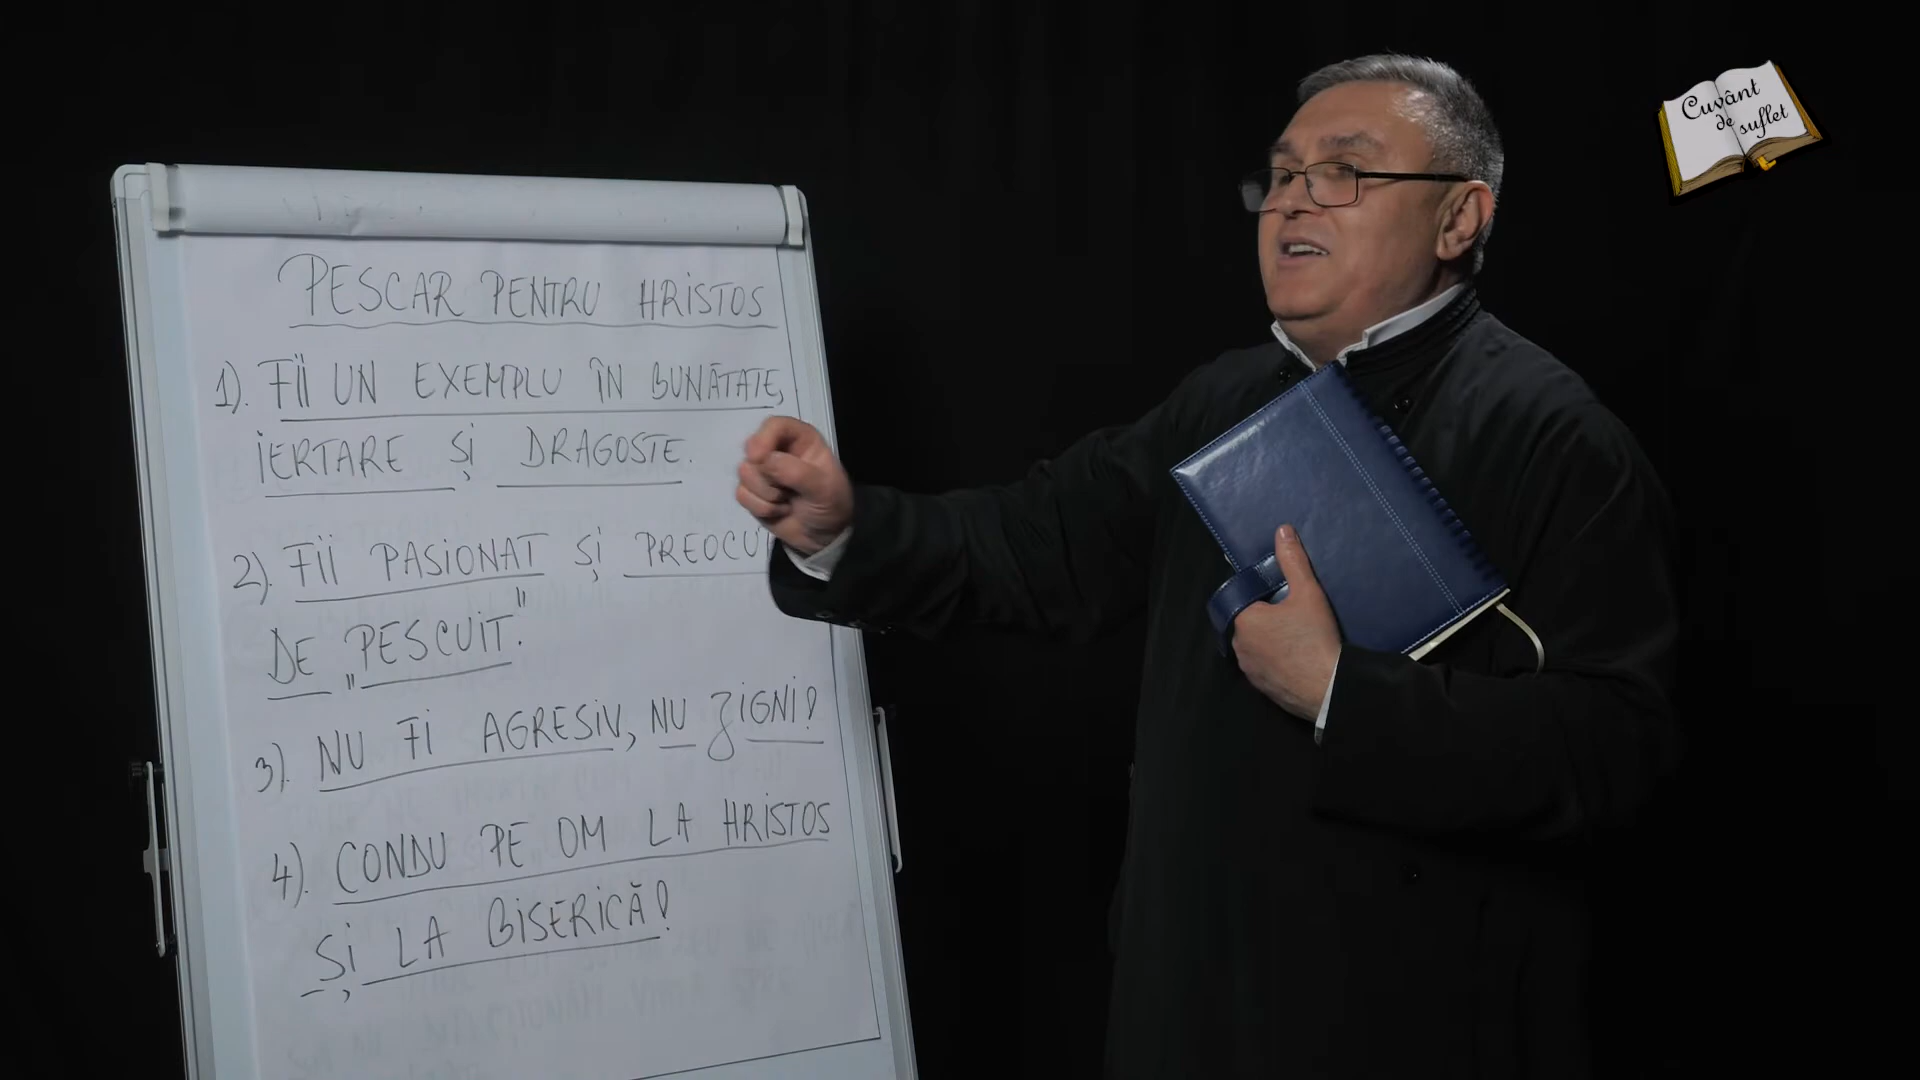 PESCAR PENTRU HRISTOS
1). FII UN EXEMPLU ÎN BUNĂTATE,
IERTARE ȘI DRAGOSTE.
2). FII PASIONAT ȘI
DE „PESCUIT."
3). NU FI AGRESIV, NU JIGNI!
4). CONDU PE OM LA HRISTOS
ȘI LA BISERICĂ!
Cuvânt
de suflet